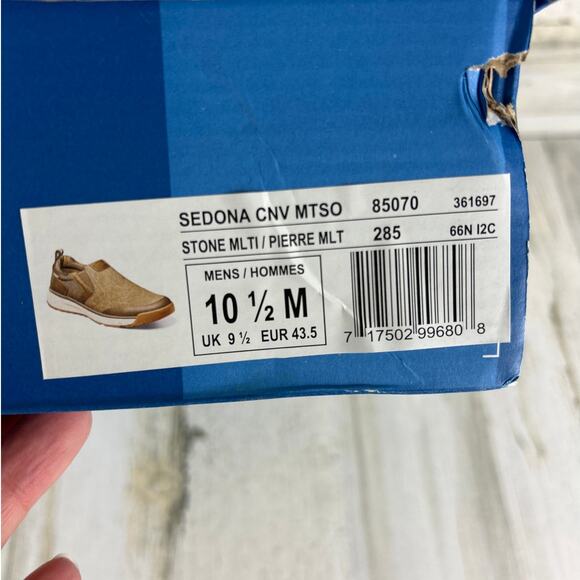 SEDONA CNV MTSO 85070 361697
STONE MLTI / PIERRE MLT 285 66N I2C
MENS / HOMMES
10 ½ M
UK 9 ½ EUR 43.5
7 17502 99680 8